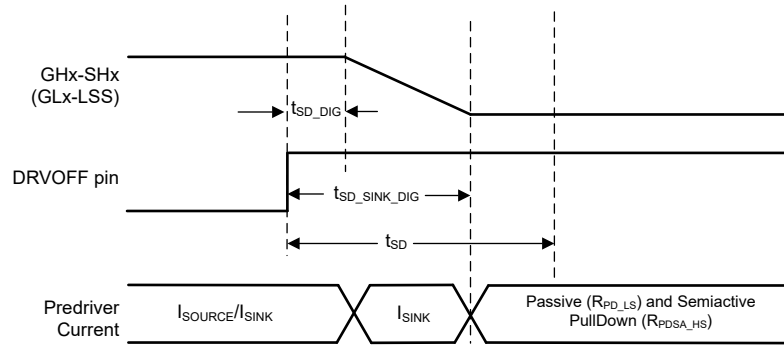 GHx-SHx
(GLx-LSS)
tSD_DIG
DRVOFF pin
tSD_SINK_DIG
tSD
Predriver
Current
ISOURCE/ISINK
ISINK
Passive (RPD_LS) and Semiactive
PullDown (RPDSA_HS)